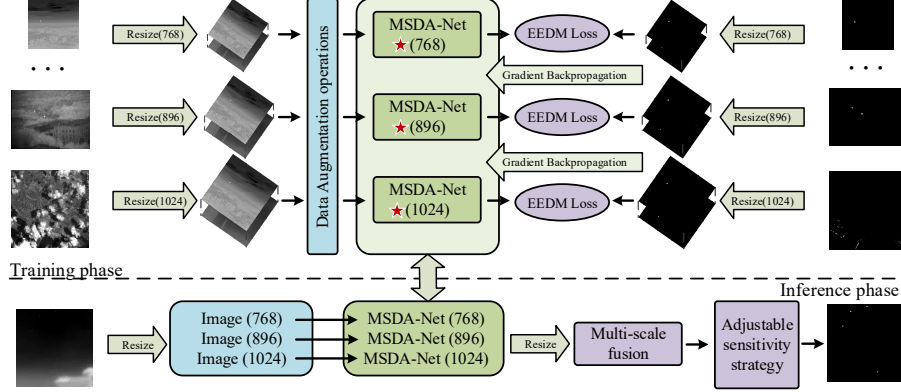 Resize(768)
MSDA-Net
(768)
EEDM Loss
Resize(768)
. . .
Gradient Backpropagation
. . .
Resize(896)
Data Augmentation operations
MSDA-Net
(896)
EEDM Loss
Resize(896)
Gradient Backpropagation
Resize(1024)
MSDA-Net
(1024)
EEDM Loss
Resize(1024)
Training phase
Inference phase
Resize
Image (768)
Image (896)
Image (1024)
MSDA-Net (768)
MSDA-Net (896)
MSDA-Net (1024)
Resize
Multi-scale
fusion
Adjustable
sensitivity
strategy